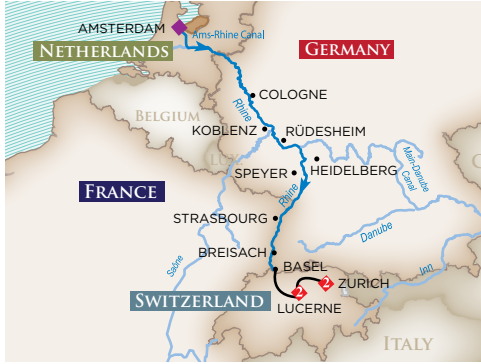 AMSTERDAM
Ams-Rhine Canal
NETHERLANDS
GERMANY
COLOGNE
Rhine
BELGIUM
KOBLENZ
RÜDESHEIM
LUX
SPEYER
HEIDELBERG
Main-Danube
Canal
FRANCE
Rhine
STRASBOURG
Danube
BREISACH
Saône
BASEL
Inn
2
2
ZURICH
SWITZERLAND
LUCERNE
ITALY